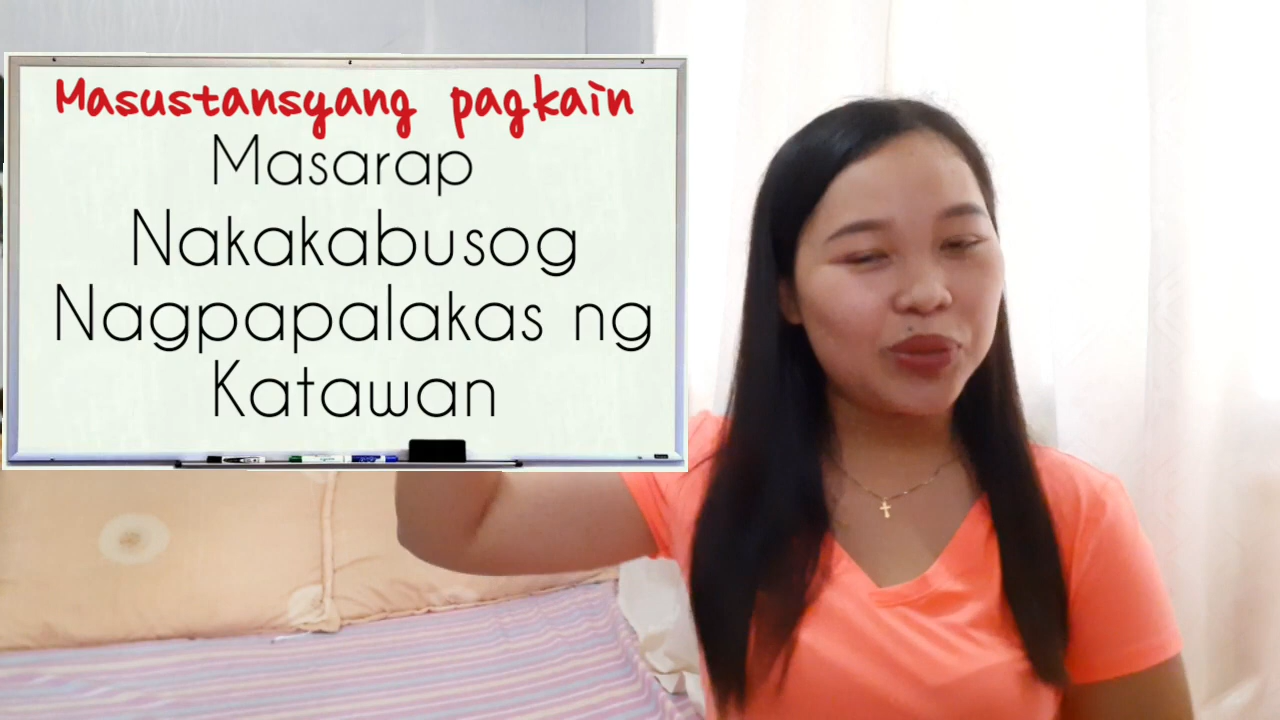 Masustansyang pagkain
Masarap
Nakakabusog
Nagpapalakas ng
Katawan